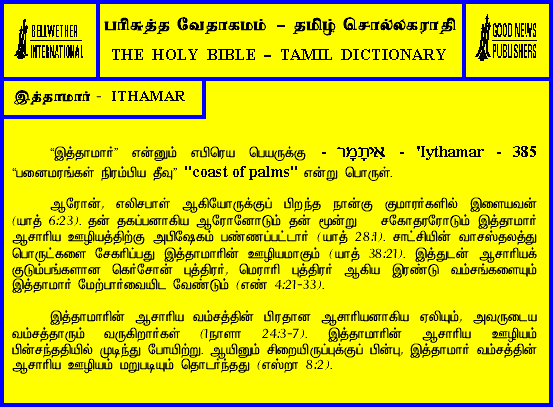 BELLWETHER
INTERNATIONAL
பரிசுத்த வேதாகமம் – தமிழ் சொல்லகராதி
THE HOLY BIBLE – TAMIL DICTIONARY
GOOD NEWS
PUBLISHERS
இத்தாமார் - ITHAMAR
“இத்தாமார்” என்னும் எபிரெய பெயருக்கு - אִיתָמָר - 'Iythamar - 385
“பனைமரங்கள் நிரம்பிய தீவு” "coast of palms" என்று பொருள்.
ஆரோன், எலிசபாள் ஆகியோருக்குப் பிறந்த நான்கு குமாரர்களில் இளையவன்
(யாத் 6:23). தன் தகப்பனாகிய ஆரோனோடும் தன் மூன்று சகோதரரோடும் இத்தாமார்
ஆசாரிய ஊழியத்திற்கு அபிஷேகம் பண்ணப்பட்டார் (யாத் 28:1). சாட்சியின் வாசஸ்தலத்து
பொருட்களை சேகரிப்பது இத்தாமாரின் ஊழியமாகும் (யாத் 38:21). இத்துடன் ஆசாரியக்
குடும்பங்களான கெர்சோன் புத்திரர், மெராரி புத்திரர் ஆகிய இரண்டு வம்சங்களையும்
இத்தாமார் மேற்பார்வையிட வேண்டும் (எண் 4:21-33).
இத்தாமாரின் ஆசாரிய வம்சத்தின் பிரதான ஆசாரியனாகிய ஏலியும், அவருடைய
வம்சத்தாரும் வருகிறார்கள் (1நாளா 24:3-7). இத்தாமாரின் ஆசாரிய ஊழியம்
பின்சந்ததியில் முடிந்து போயிற்று. ஆயினும் சிறையிருப்புக்குப் பின்பு, இத்தாமார் வம்சத்தின்
ஆசாரிய ஊழியம் மறுபடியும் தொடர்ந்தது (எஸ்றா 8:2).